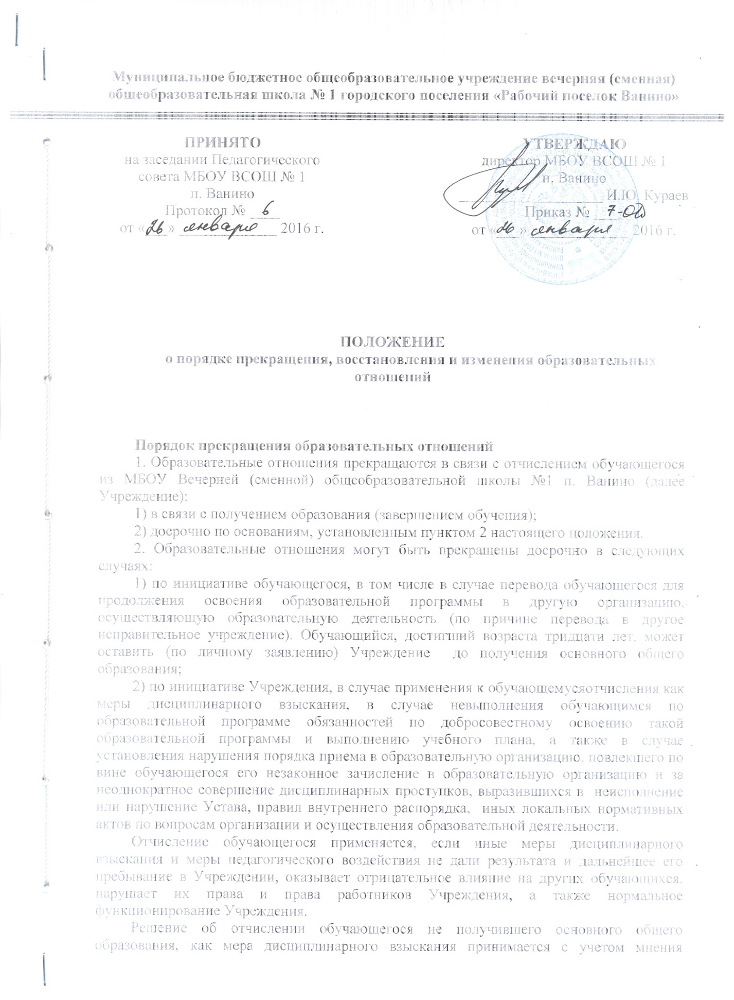 Муниципальное бюджетное общеобразовательное учреждение вечерняя (сменная)
общеобразовательная школа № 1 городского поселения «Рабочий поселок Ванино»
ПРИНЯТО
на заседании Педагогического
совета МБОУ ВСОШ № 1
п. Ванино
Протокол № 6
от «26» января 2016 г.
УТВЕРЖДАЮ
директор МБОУ ВСОШ № 1
п. Ванино
И.Ю. Кураев
Приказ № 7-ОД
от «26» января 2016 г.
ПОЛОЖЕНИЕ
о порядке прекращения, восстановления и изменения образовательных
отношений
Порядок прекращения образовательных отношений
1. Образовательные отношения прекращаются в связи с отчислением обучающегося
из МБОУ Вечерней (сменной) общеобразовательной школы №1 п. Ванино (далее
Учреждение):
1) в связи с получением образования (завершением обучения);
2) досрочно по основаниям, установленным пунктом 2 настоящего положения.
2. Образовательные отношения могут быть прекращены досрочно в следующих
случаях:
1) по инициативе обучающегося, в том числе в случае перевода обучающегося для
продолжения освоения образовательной программы в другую организацию,
осуществляющую образовательную деятельность (по причине перевода в другое
исправительное учреждение). Обучающийся, достигший возраста тридцати лет, может
оставить (по личному заявлению) Учреждение до получения основного общего
образования;
2) по инициативе Учреждения, в случае применения к обучающемусяотчисления как
меры дисциплинарного взыскания, в случае невыполнения обучающимся по
образовательной программе обязанностей по добросовестному освоению такой
образовательной программы и выполнению учебного плана, а также в случае
установления нарушения порядка приема в образовательную организацию, повлекшего по
вине обучающегося его незаконное зачисление в образовательную организацию и за
неоднократное совершение дисциплинарных проступков, выразившихся в неисполнение
или нарушение Устава, правил внутреннего распорядка, иных локальных нормативных
актов по вопросам организации и осуществления образовательной деятельности.
Отчисление обучающегося применяется, если иные меры дисциплинарного
взыскания и меры педагогического воздействия не дали результата и дальнейшее его
пребывание в Учреждении, оказывает отрицательное влияние на других обучающихся,
нарушает их права и права работников Учреждения, а также нормальное
функционирование Учреждения.
Решение об отчислении обучающегося не получившего основного общего
образования, как мера дисциплинарного взыскания принимается с учетом мнения